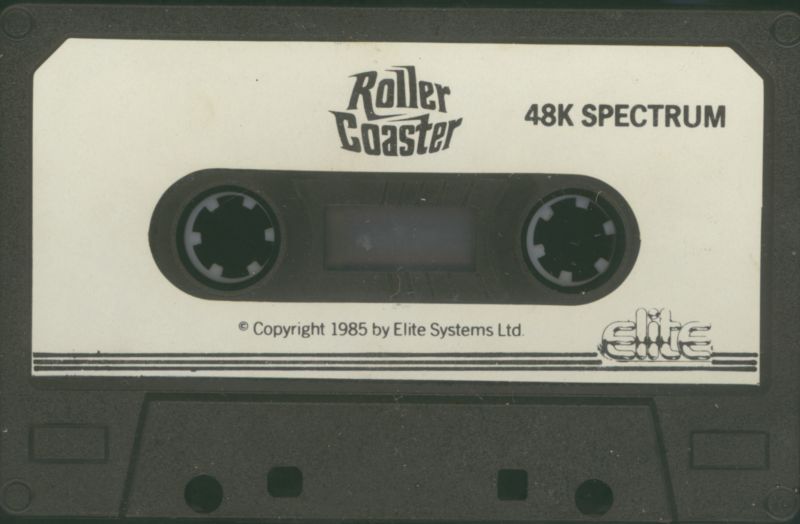 Roller
Coaster
48K SPECTRUM
© Copyright 1985 by Elite Systems Ltd.
elite